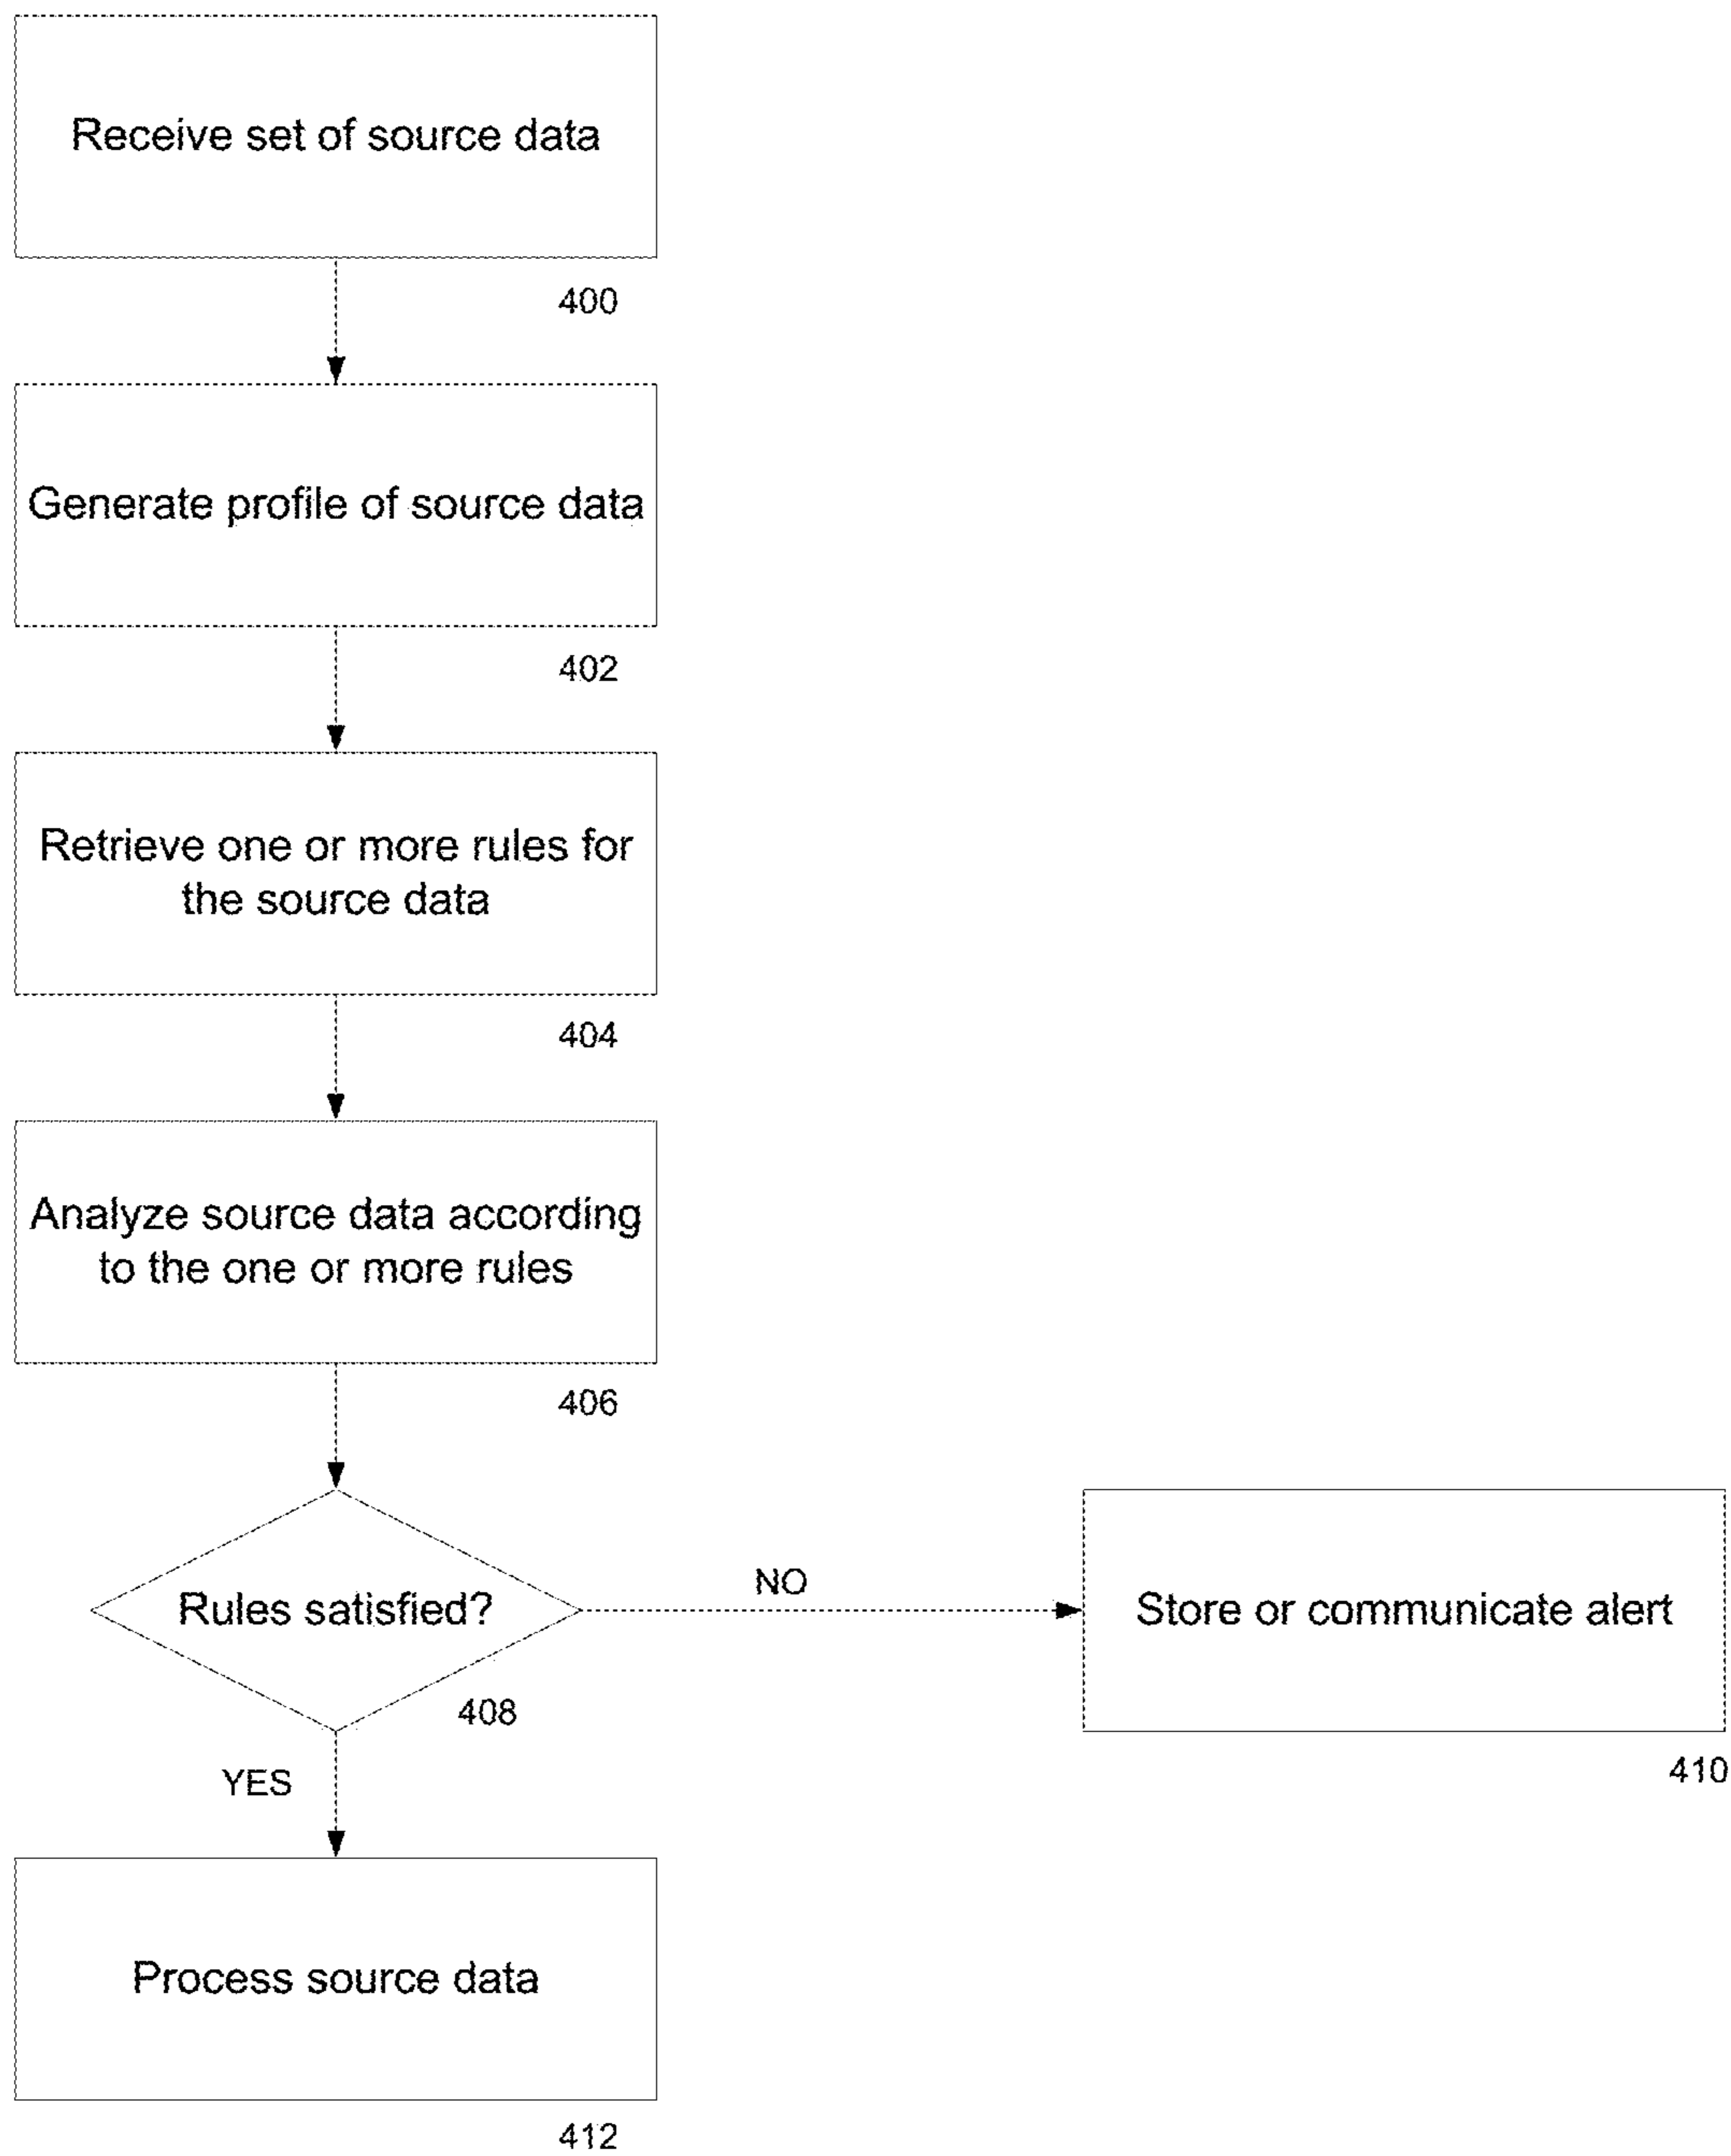 Receive set of source data
400
Generate profile of source data
402
Retrieve one or more rules for
the source data
404
Analyze source data according
to the one or more rules
406
Rules satisfied?
408
NO
Store or communicate alert
410
YES
Process source data
412